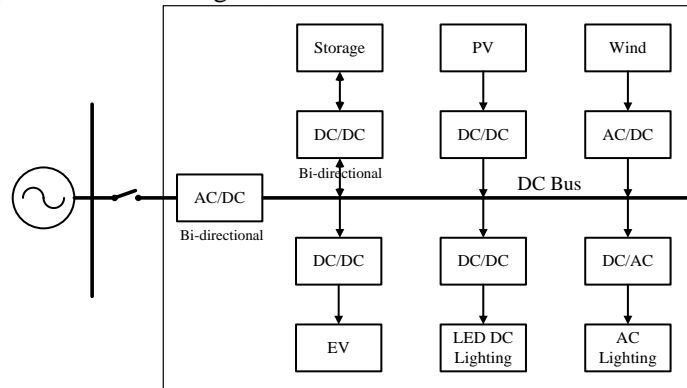 Storage
PV
Wind
DC/DC
DC/DC
AC/DC
Bi-directional
DC Bus
AC/DC
Bi-directional
DC/DC
DC/DC
DC/AC
EV
LED DC
Lighting
AC
Lighting